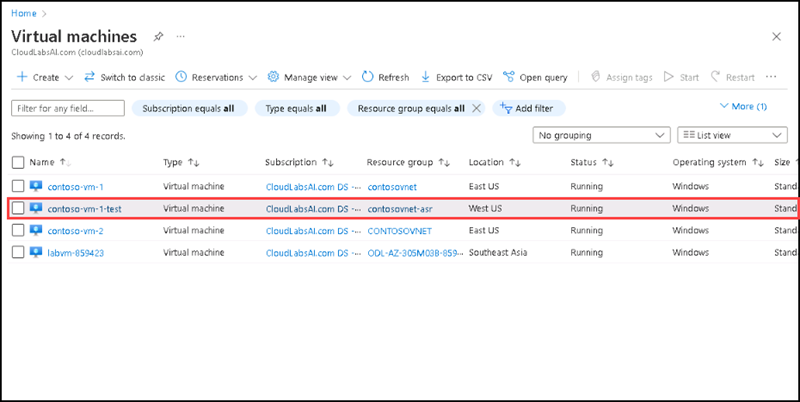 Home >
Virtual machines
CloudLabsAI.com (cloudlabsai.com)
Create Switch to classic Reservations Manage view Refresh Export to CSV Open query Assign tags Start Restart
Filter for any field... Subscription equals all Type equals all Resource group equals all Add filter More (1)
Showing 1 to 4 of 4 records. No grouping List view
Name Type Subscription Resource group Location Status Operating system Size
contoso-vm-1 Virtual machine CloudLabsAI.com DS -... contosovnet East US Running Windows Stand
contoso-vm-1-test Virtual machine CloudLabsAI.com DS -... contosovnet-asr West US Running Windows Stand
contoso-vm-2 Virtual machine CloudLabsAI.com DS -... CONTOSOVNET East US Running Windows Stand
labvm-859423 Virtual machine CloudLabsAI.com DS -... ODL-AZ-305M03B-859... Southeast Asia Running Windows Stand